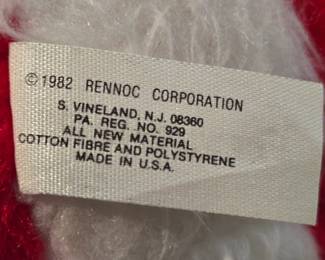 ©1982 RENNOC CORPORATION
S. VINELAND, N.J. 08360
PA. REG. NO. 929
ALL NEW MATERIAL
COTTON FIBRE AND POLYSTYRENE
MADE IN U.S.A.